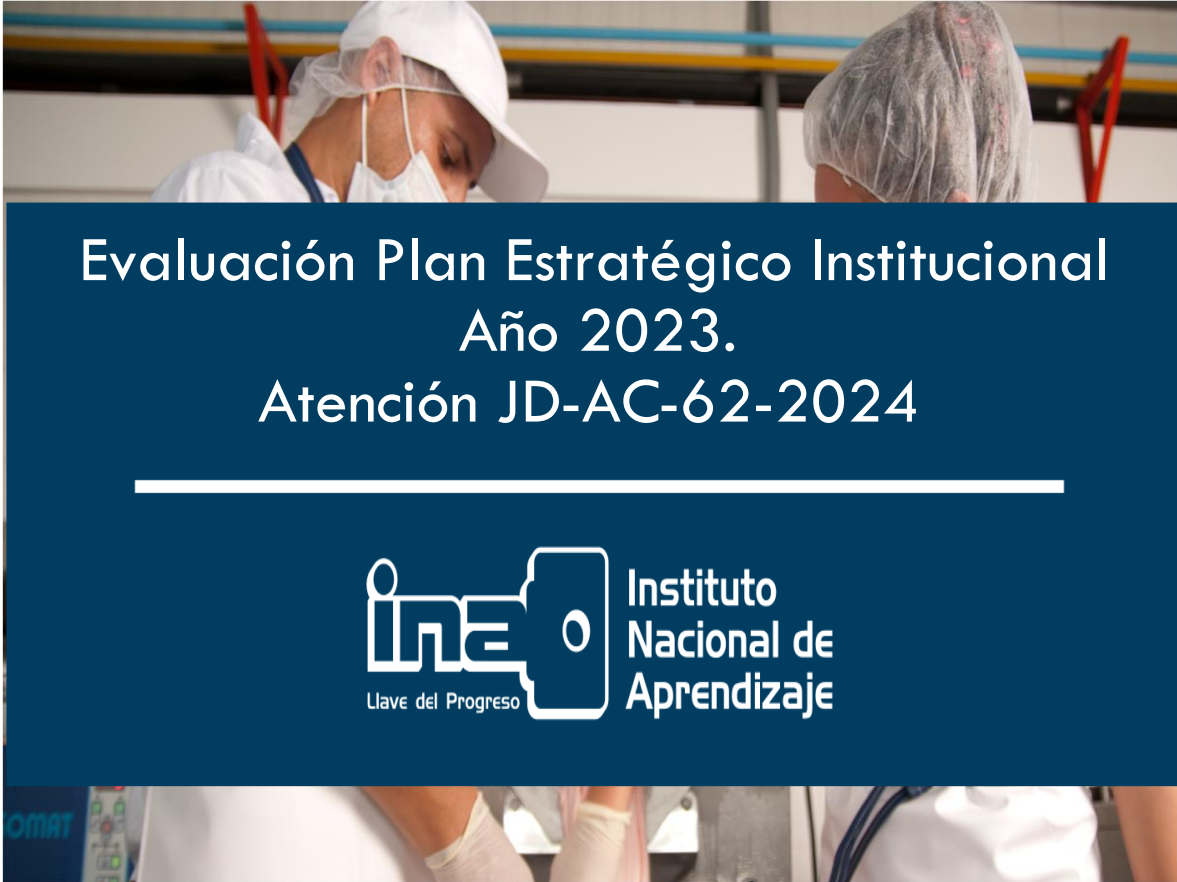 Evaluación Plan Estratégico Institucional
Año 2023.
Atención JD-AC-62-2024
ina
Llave del Progreso
Instituto
Nacional de
Aprendizaje
OMAT